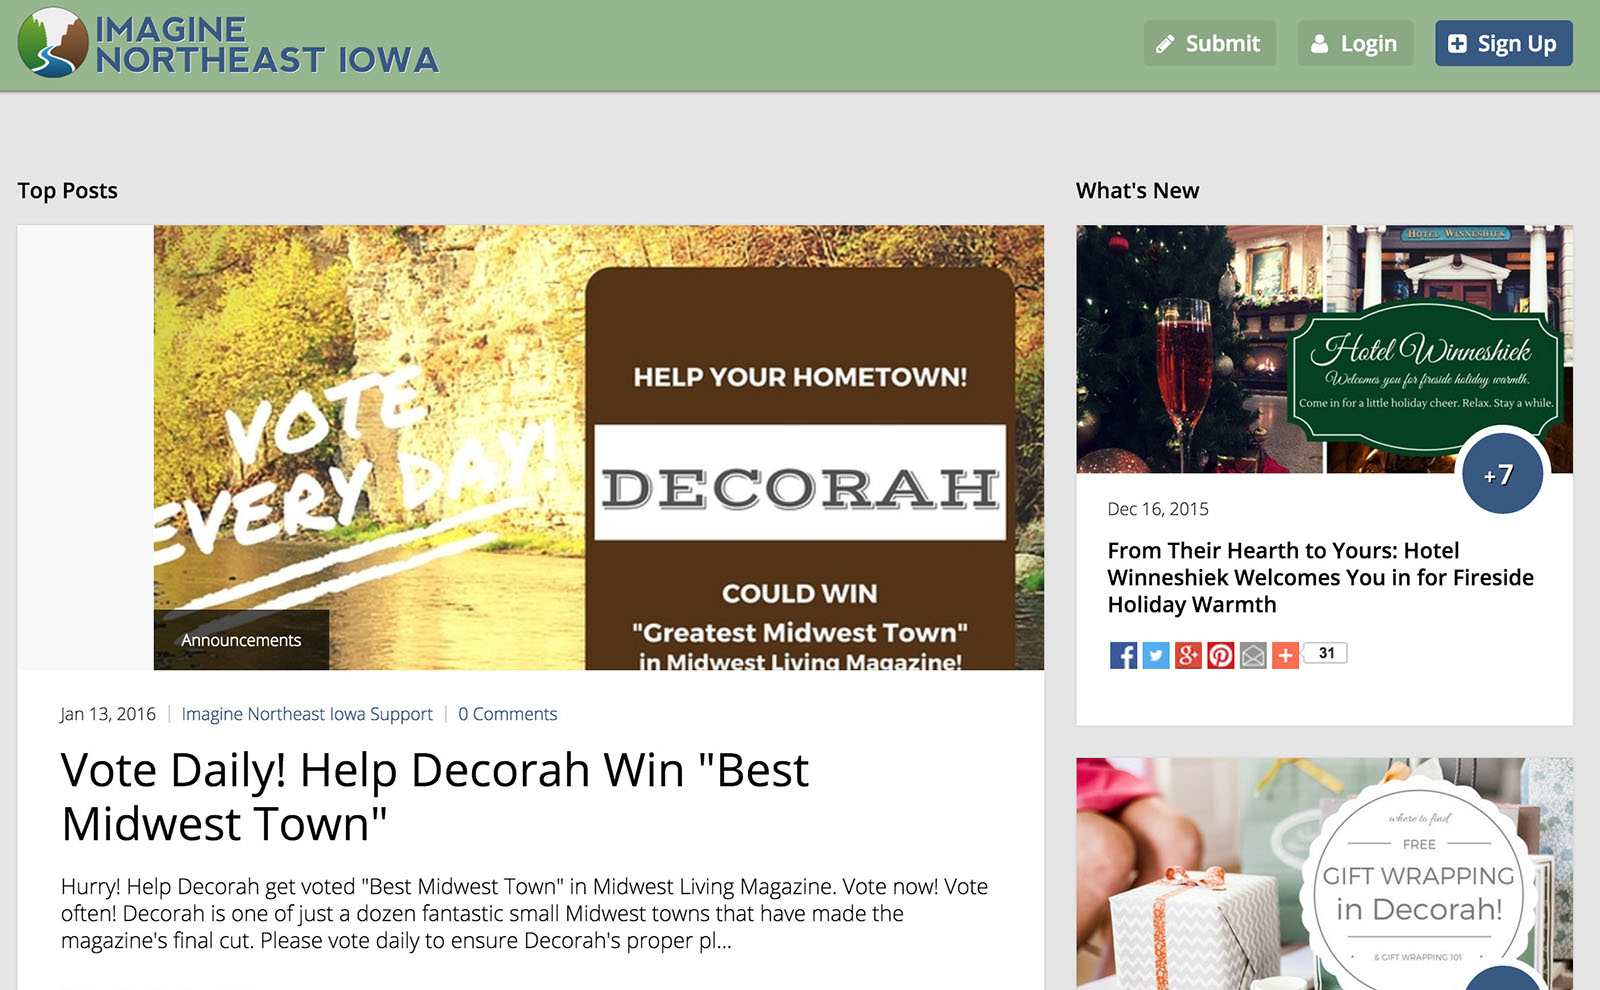 IMAGINE
NORTHEAST IOWA
Submit
Login
Sign Up
Top Posts
VOTE
EVERY DAY!
HELP YOUR HOMETOWN!
DECORAH
COULD WIN
"Greatest Midwest Town"
in Midwest Living Magazine!
Announcements
Jan 13, 2016
Imagine Northeast Iowa Support
0 Comments
Vote Daily! Help Decorah Win "Best
Midwest Town"
Hurry! Help Decorah get voted "Best Midwest Town" in Midwest Living Magazine. Vote now! Vote
often! Decorah is one of just a dozen fantastic small Midwest towns that have made the
magazine's final cut. Please vote daily to ensure Decorah's proper pl...
What's New
HOTEL WINNESHIEK
Hotel Winneshiek
Welcomes you for fireside holiday warmth.
Come in for a little holiday cheer. Relax. Stay a while.
+7
Dec 16, 2015
From Their Hearth to Yours: Hotel
Winneshiek Welcomes You in for Fireside
Holiday Warmth
31
where to find
FREE
GIFT WRAPPING
in Decorah!
& GIFT WRAPPING 101